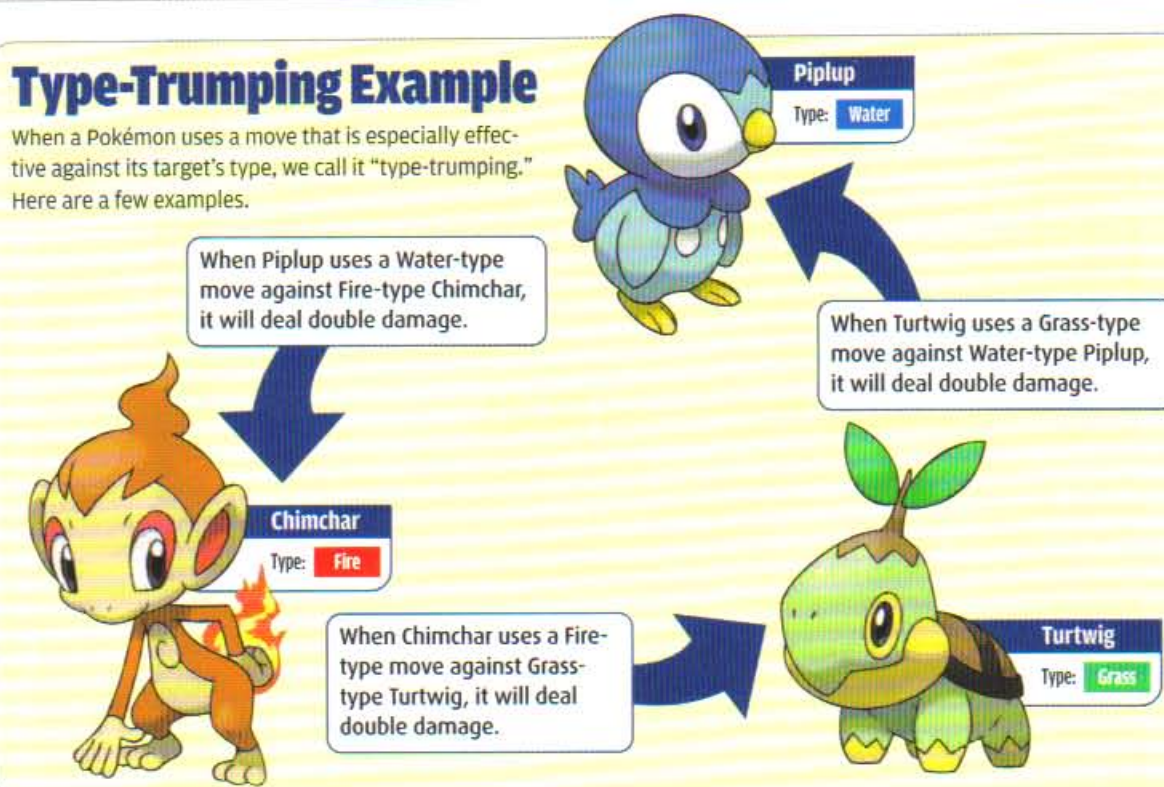 Type-Trumping Example
When a Pokémon uses a move that is especially effec-
tive against its target's type, we call it "type-trumping."
Here are a few examples.
Piplup
Type: Water
When Piplup uses a Water-type
move against Fire-type Chimchar,
it will deal double damage.
When Turtwig uses a Grass-type
move against Water-type Piplup,
it will deal double damage.
Chimchar
Type: Fire
When Chimchar uses a Fire-
type move against Grass-
type Turtwig, it will deal
double damage.
Turtwig
Type: Grass